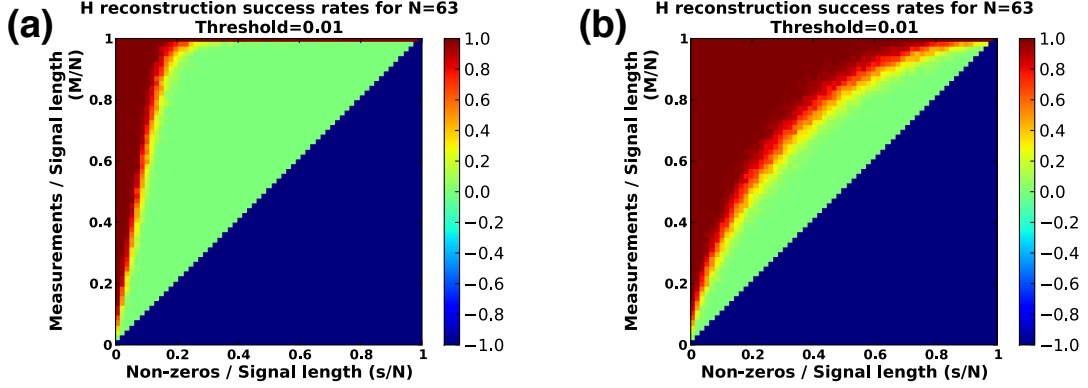 (a)
H reconstruction success rates for N=63
Threshold=0.01
Measurements / Signal length
(M/N)
1
0.8
0.6
0.4
0.2
0
0 0.2 0.4 0.6 0.8 1
Non-zeros / Signal length (s/N)
1.0
0.8
0.6
0.4
0.2
0.0
−0.2
−0.4
−0.6
−0.8
−1.0
(b)
H reconstruction success rates for N=63
Threshold=0.01
Measurements / Signal length
(M/N)
1
0.8
0.6
0.4
0.2
0
0 0.2 0.4 0.6 0.8 1
Non-zeros / Signal length (s/N)
1.0
0.8
0.6
0.4
0.2
0.0
−0.2
−0.4
−0.6
−0.8
−1.0